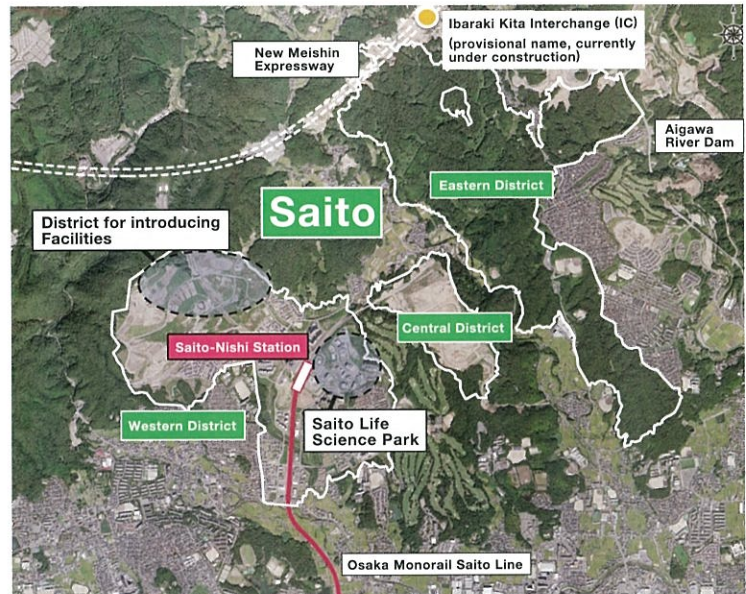 Ibaraki Kita Interchange (IC)
(provisional name, currently
under construction)
New Meishin
Expressway
Aigawa
River Dam
Eastern District
Saito
District for introducing
Facilities
Central District
Saito-Nishi Station
Western District
Saito Life
Science Park
Osaka Monorail Saito Line